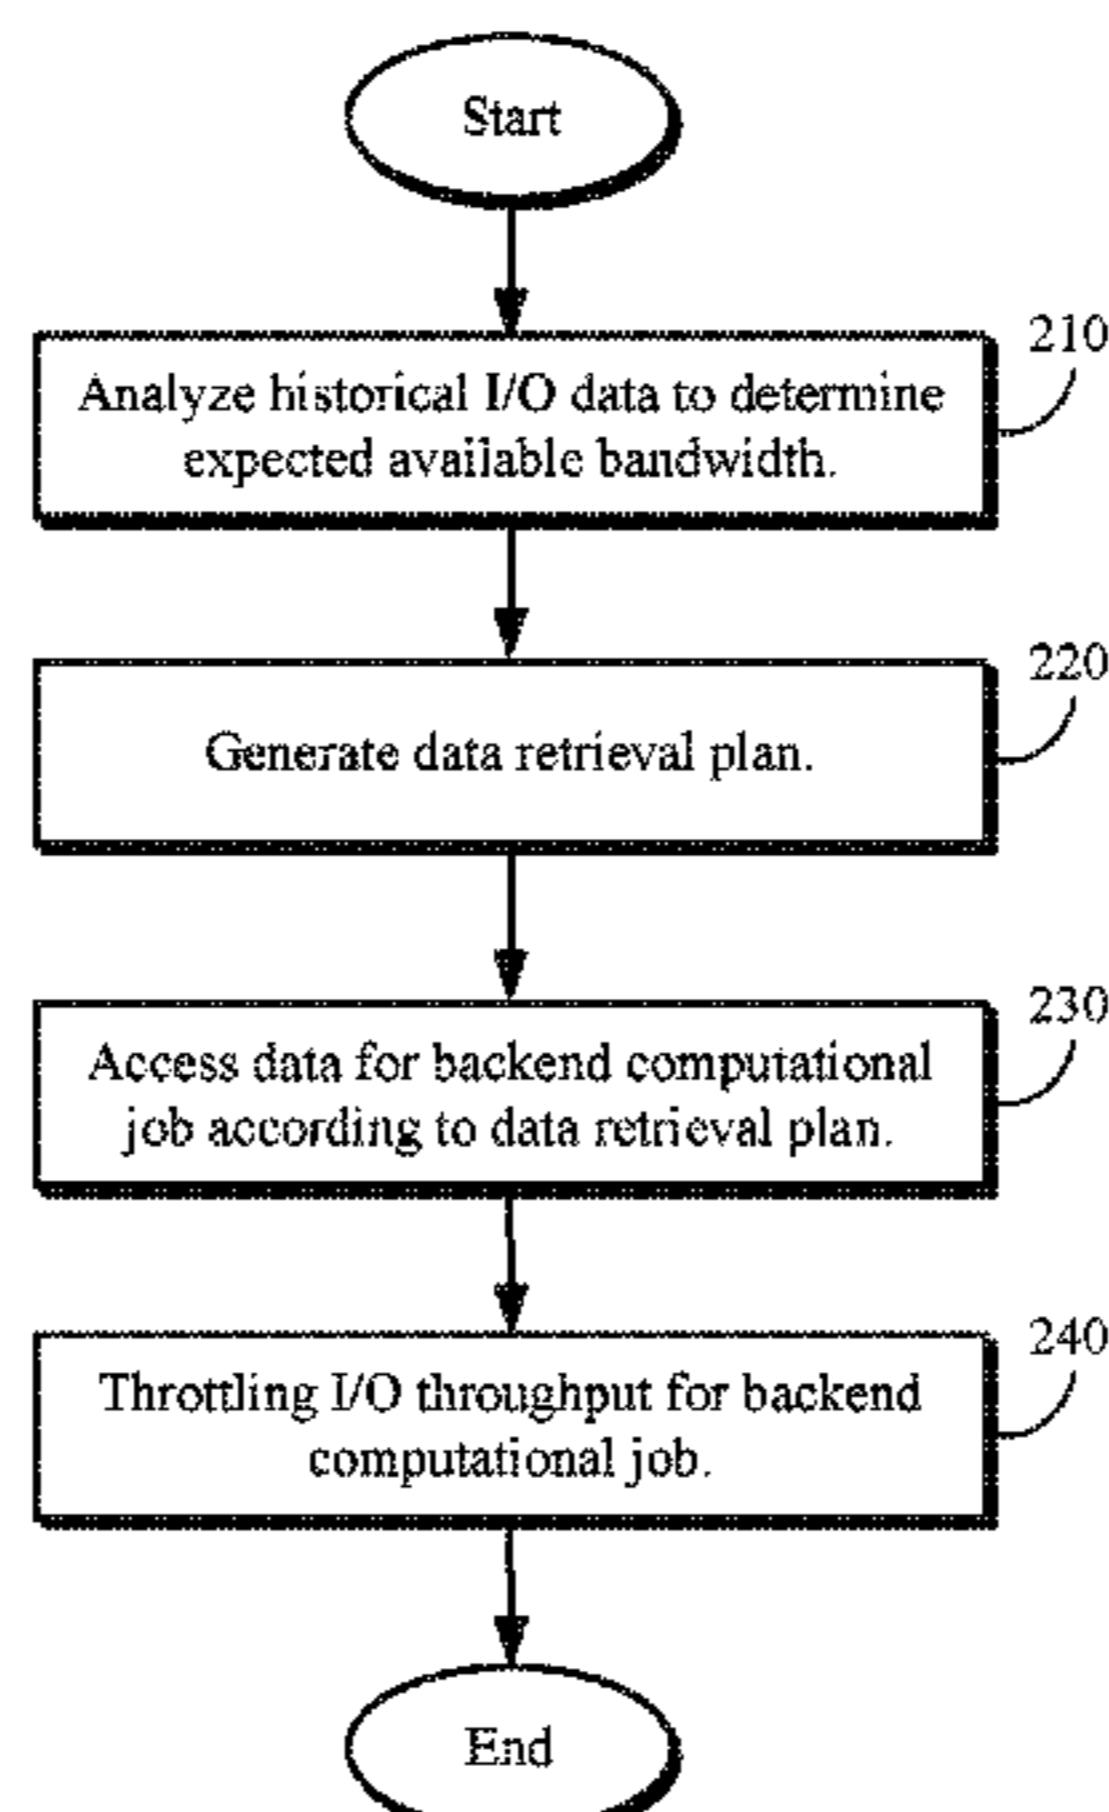 Start
210
Analyze historical I/O data to determine
expected available bandwidth.
220
Generate data retrieval plan.
230
Access data for backend computational
job according to data retrieval plan.
240
Throttling I/O throughput for backend
computational job.
End